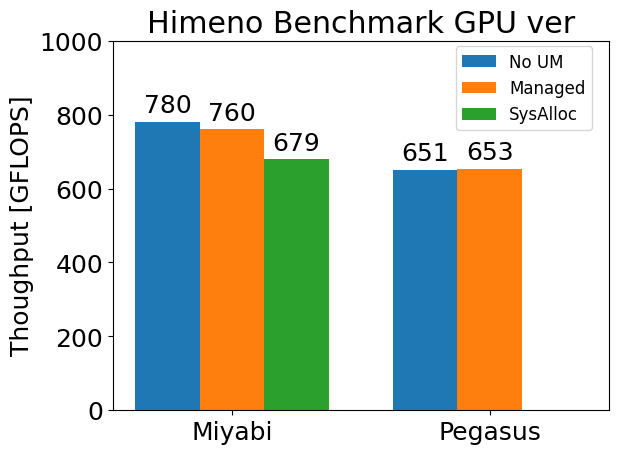 Himeno Benchmark GPU ver
Thoughput [GFLOPS]
1000
800
600
400
200
0
780
760
679
651
653
No UM
Managed
SysAlloc
Miyabi
Pegasus